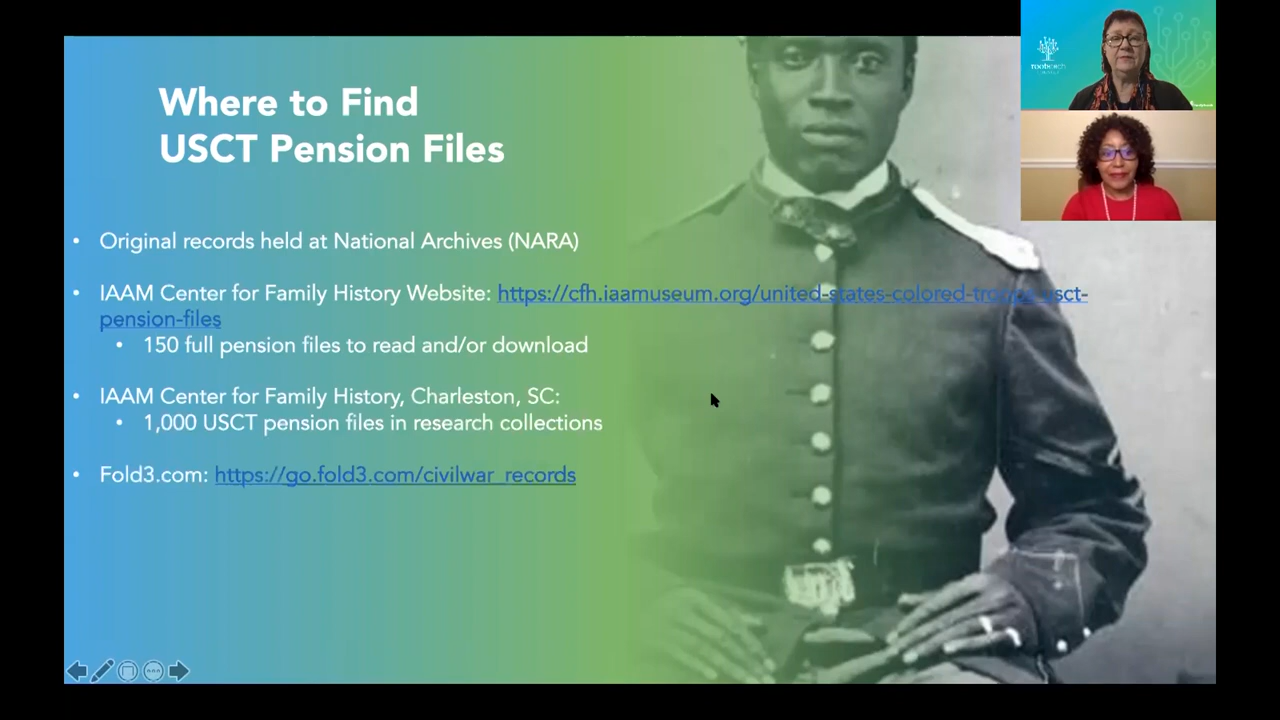 Where to Find
USCT Pension Files
• Original records held at National Archives (NARA)
• IAAM Center for Family History Website: https://cfh.iaamuseum.org/united-states-colored-troops-usct-
pension-files
• 150 full pension files to read and/or download
• IAAM Center for Family History, Charleston, SC:
• 1,000 USCT pension files in research collections
• Fold3.com: https://go.fold3.com/civilwar_records
rootstech